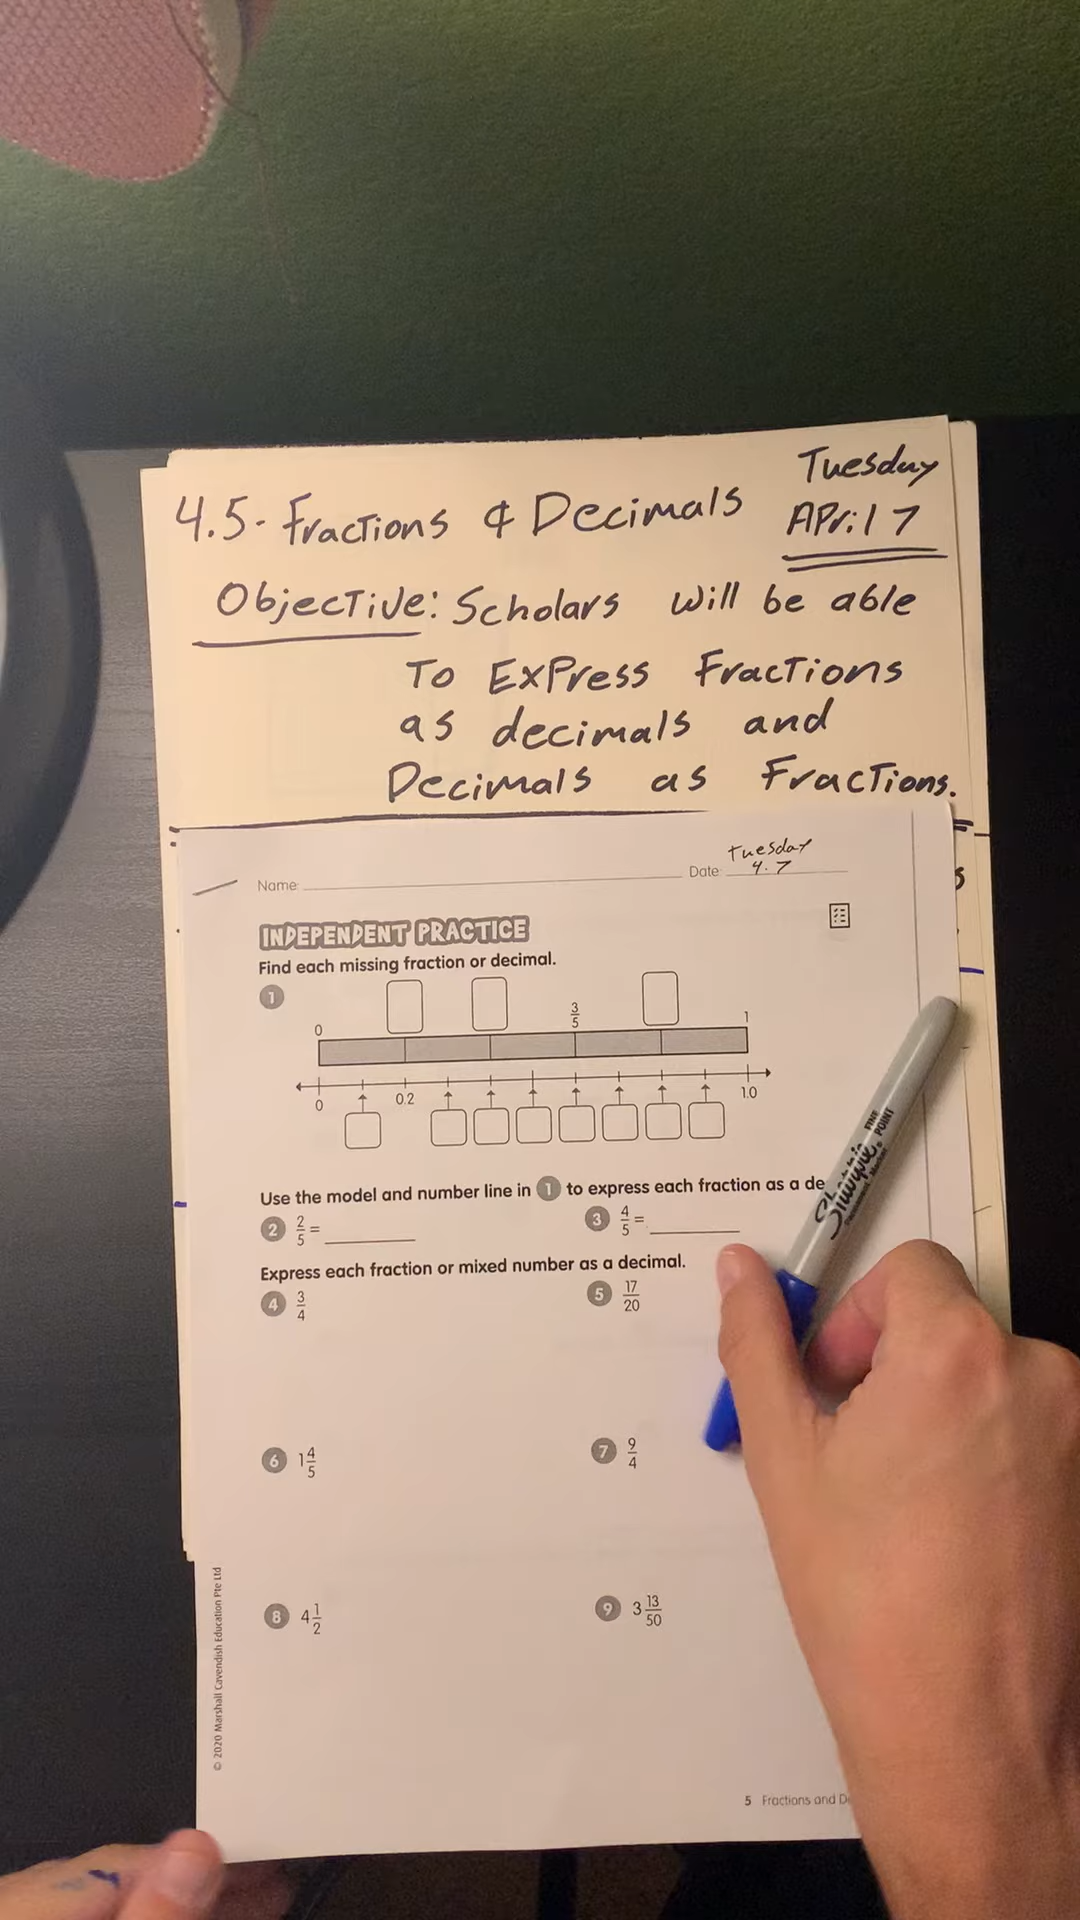 Tuesday
4.5- Fractions & Decimals APril 7
Objective: Scholars will be able
To Express Fractions
as decimals and
Decimals as Fractions.
Tuesday
Name: Date: 4.7
INDEPENDENT PRACTICE
Find each missing fraction or decimal.
1
0 3/5 1
0 0.2 1.0
Use the model and number line in 1 to express each fraction as a de
2 2/5 = 3 4/5 =
Express each fraction or mixed number as a decimal.
4 3/4 5 17/20
6 1 4/5 7 9/4
8 4 1/2 9 3 13/50
© 2020 Marshall Cavendish Education Pte Ltd
5 Fractions and D
Sharpie
FINE POINT
Permanent Marker